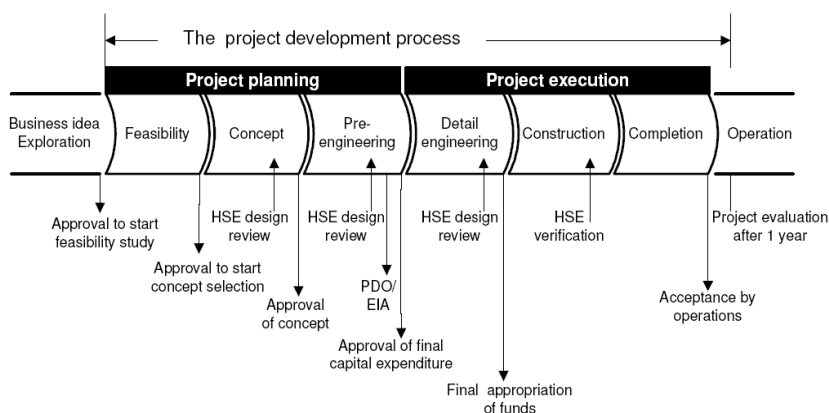 The project development process
Project planning
Project execution
Business idea
Exploration
Feasibility
Concept
Pre-
engineering
Detail
engineering
Construction
Completion
Operation
Approval to start
feasibility study
Approval to start
concept selection
HSE design
review
Approval
of concept
HSE design
review
PDO/
EIA
Approval of final
capital expenditure
HSE design
review
Final appropriation
of funds
HSE
verification
Acceptance by
operations
Project evaluation
after 1 year